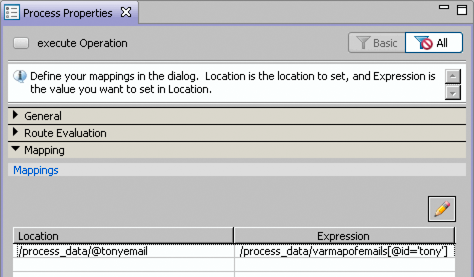 Process Properties
execute Operation
Basic
All
Define your mappings in the dialog. Location is the location to set, and Expression is
the value you want to set in Location.
General
Route Evaluation
Mapping
Mappings
Location Expression
/process_data/@tonyemail /process_data/varmapofemails[@id='tony']